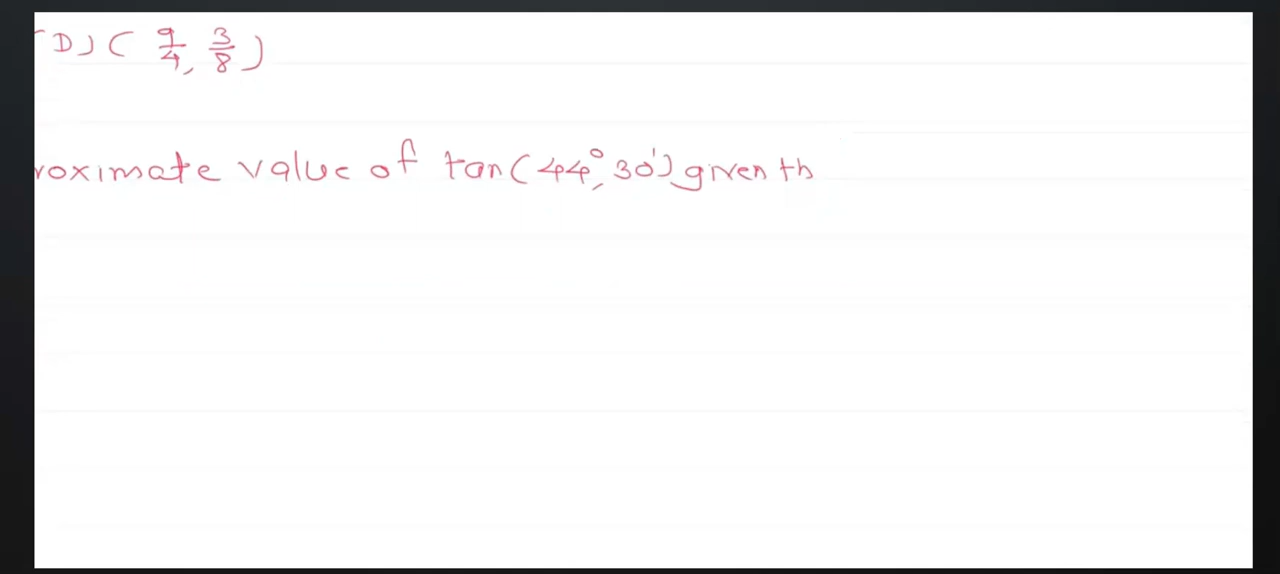 D) ( 9/4, 3/8 )
roximate value of tan(44°, 30') given th